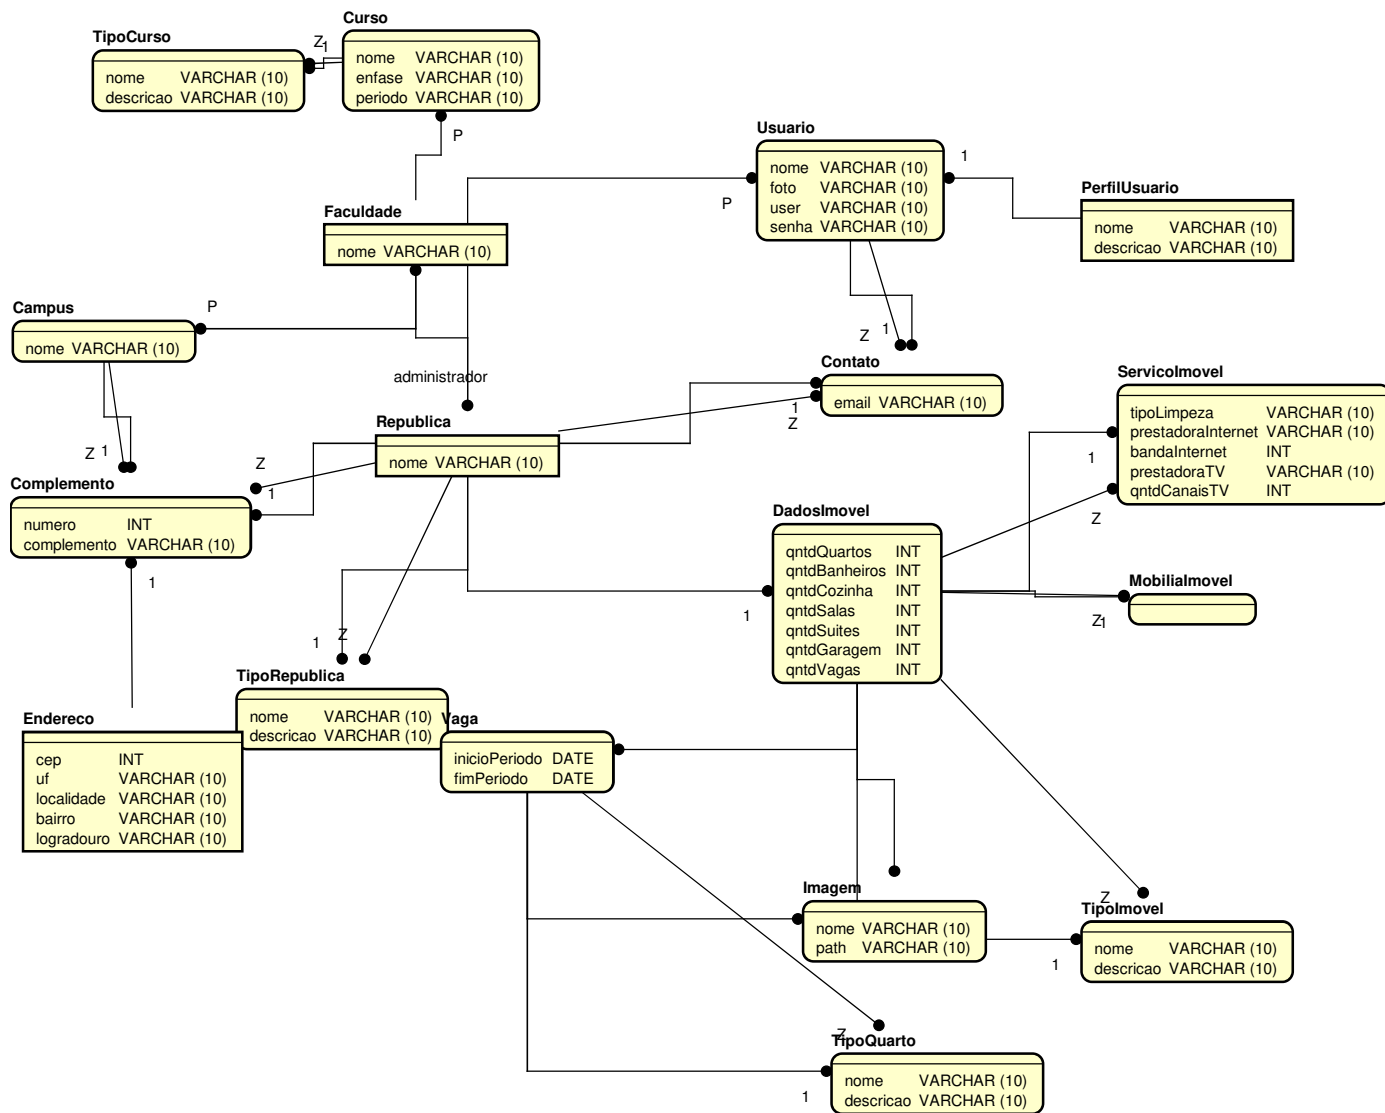 Curso
nome VARCHAR (10)
enfase VARCHAR (10)
periodo VARCHAR (10)
TipoCurso
nome VARCHAR (10)
descricao VARCHAR (10)
Z
1
P
Usuario
nome VARCHAR (10)
foto VARCHAR (10)
user VARCHAR (10)
senha VARCHAR (10)
1
P
PerfilUsuario
nome VARCHAR (10)
descricao VARCHAR (10)
Faculdade
nome VARCHAR (10)
Campus
nome VARCHAR (10)
P
administrador
Z
1
Contato
email VARCHAR (10)
1
Z
ServicoImovel
tipoLimpeza VARCHAR (10)
prestadoraInternet VARCHAR (10)
bandaInternet INT
prestadoraTV VARCHAR (10)
qntdCanaisTV INT
1
Z
Republica
nome VARCHAR (10)
Z
1
Z
1
Complemento
numero INT
complemento VARCHAR (10)
1
DadosImovel
qntdQuartos INT
qntdBanheiros INT
qntdCozinha INT
qntdSalas INT
qntdSuites INT
qntdGaragem INT
qntdVagas INT
1
MobiliaImovel
Z
1
1
Z
TipoRepublica
nome VARCHAR (10)
descricao VARCHAR (10)
Vaga
inicioPeriodo DATE
fimPeriodo DATE
Endereco
cep INT
uf VARCHAR (10)
localidade VARCHAR (10)
bairro VARCHAR (10)
logradouro VARCHAR (10)
Imagem
nome VARCHAR (10)
path VARCHAR (10)
Z
TipoImovel
nome VARCHAR (10)
descricao VARCHAR (10)
1
Z
TipoQuarto
nome VARCHAR (10)
descricao VARCHAR (10)
1